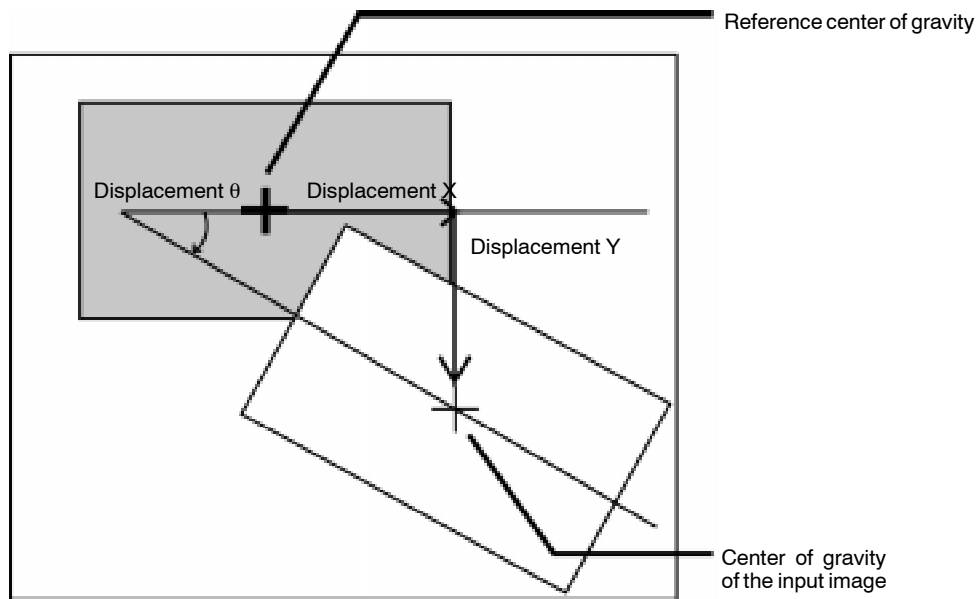 Reference center of gravity
Displacement θ
Displacement X
Displacement Y
Center of gravity
of the input image